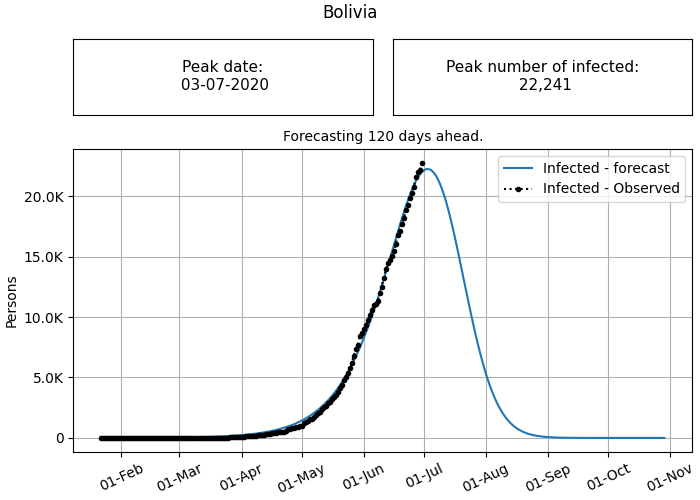 Bolivia
Peak date:
03-07-2020
Peak number of infected:
22,241
Forecasting 120 days ahead.
Infected - forecast
Infected - Observed
Persons
20.0K
15.0K
10.0K
5.0K
0
01-Feb
01-Mar
01-Apr
01-May
01-Jun
01-Jul
01-Aug
01-Sep
01-Oct
01-Nov